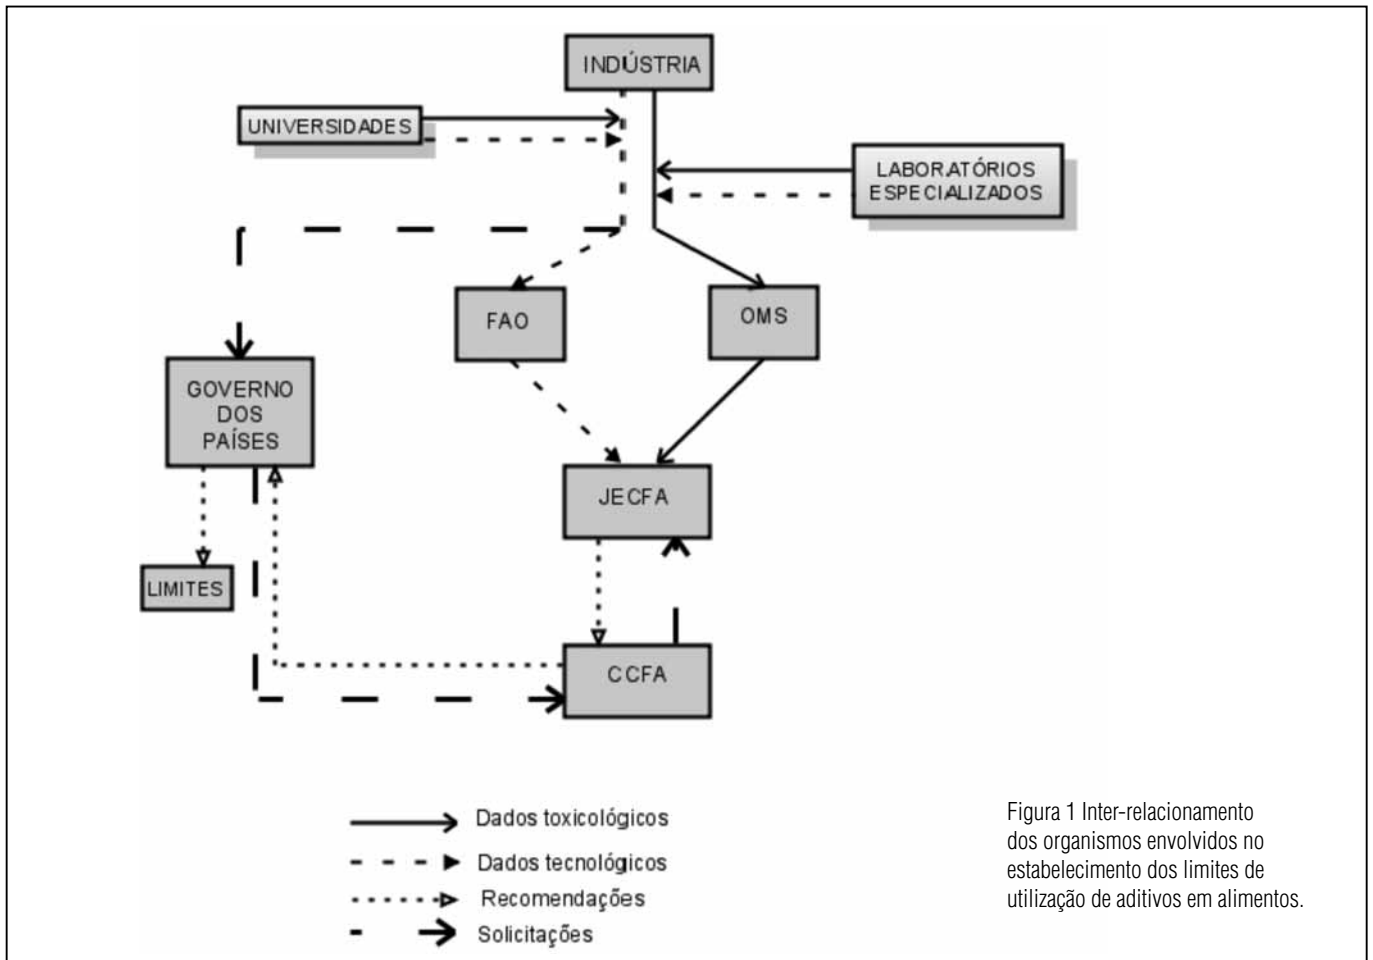 INDÚSTRIA
UNIVERSIDADES
LABORATÓRIOS
ESPECIALIZADOS
FAO
OMS
GOVERNO
DOS
PAÍSES
JECFA
LIMITES
CCFA
Dados toxicológicos
Dados tecnológicos
Recomendações
Solicitações
Figura 1 Inter-relacionamento
dos organismos envolvidos no
estabelecimento dos limites de
utilização de aditivos em alimentos.